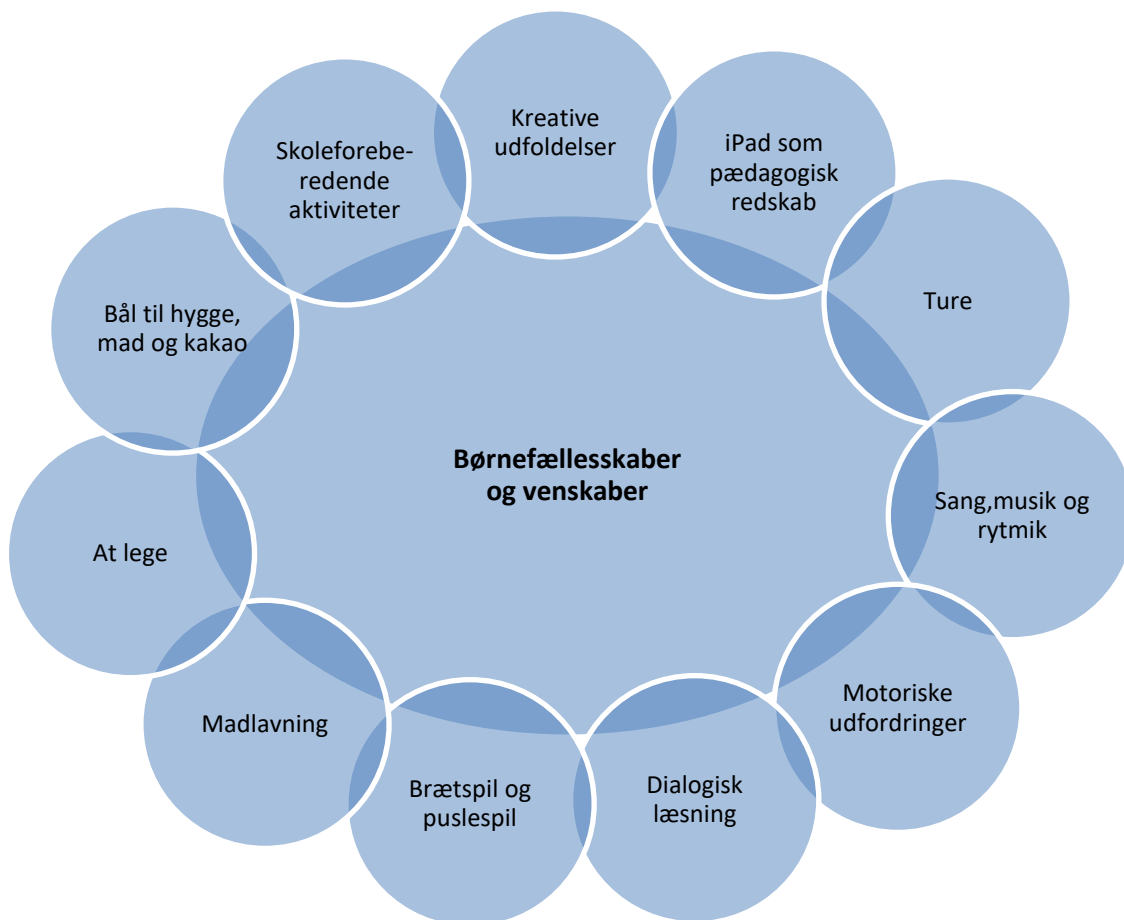 Kreative
udfoldelser
iPad som
pædagogisk
redskab
Ture
Sang,musik og
rytmik
Motoriske
udfordringer
Dialogisk
læsning
Brætspil og
puslespil
Madlavning
At lege
Bål til hygge,
mad og kakao
Skoleforebe-
redende
aktiviteter
Børnefællesskaber
og venskaber